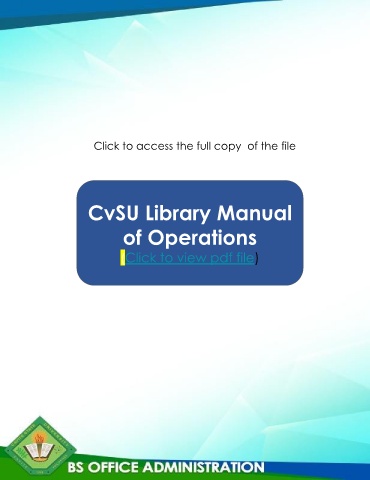 Click to access the full copy of the file
CvSU Library Manual
of Operations
(Click to view pdf file)
BS OFFICE ADMINISTRATION